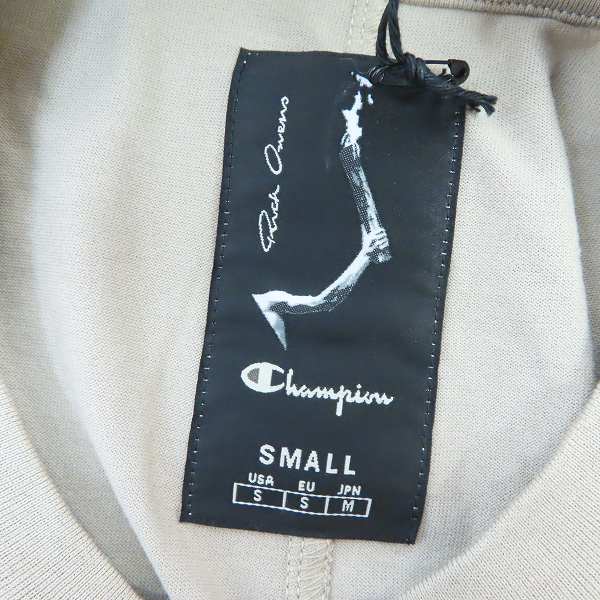 Rick Owens
Champion
SMALL
USA EU JPN
S S M